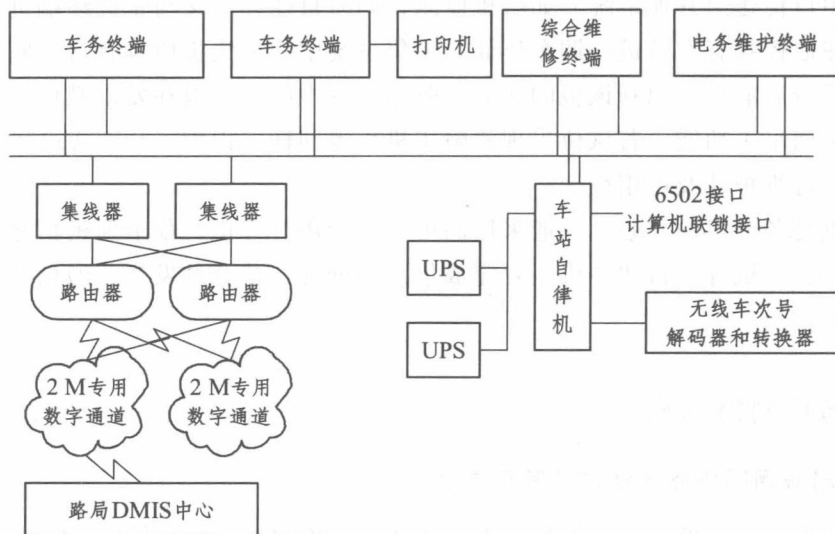 车务终端
车务终端
打印机
综合维
修终端
电务维护终端
集线器
集线器
车
站
自
律
机
6502接口
计算机联锁接口
UPS
路由器
路由器
无线车次号
解码器和转换器
UPS
2 M专用
数字通道
2 M专用
数字通道
路局DMIS中心